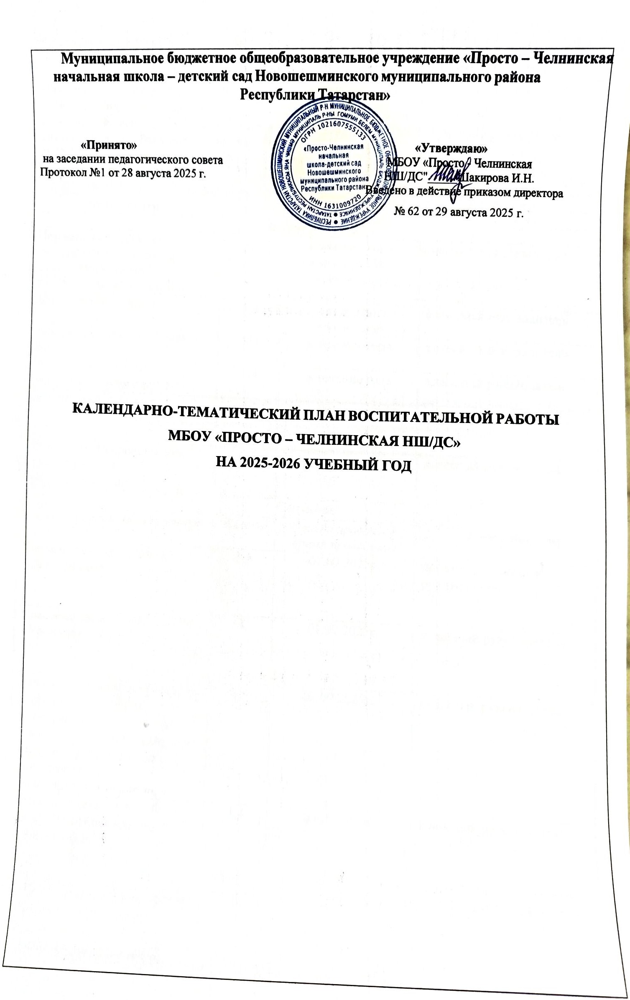 Муниципальное бюджетное общеобразовательное учреждение «Просто – Челнинская
начальная школа – детский сад Новошешминского муниципального района
Республики Татарстан»
«Принято»
на заседании педагогического совета
Протокол №1 от 28 августа 2025 г.
РЕСПУБЛИКА ТАТАРСТАН НОВОШЕШМИНСКИЙ МУНИЦИПАЛЬНЫЙ Р-Н МУНИЦИПАЛЬНОЕ БЮДЖЕТНОЕ УЧРЕЖДЕНИЕ
ТАТАРСТАН РЕСПУБЛИКАСЫ ЯҢА ЧИШМӘ МУНИЦИПАЛЬ Р-НЫ ГОМУМИ БЕЛЕМ МУНИЦИПАЛЬ БЮДЖЕТ УЧРЕЖДЕНИЯСЕ
ОГРН 1021607555133
«Просто-Челнинская
начальная
школа-детский сад
Новошешминского
муниципального района
Республики Татарстан
ИНН 1631009720
«Утверждаю»
МБОУ «Просто - Челнинская
НШ/ДС" Шакирова И.Н.
Введено в действие приказом директора
№ 62 от 29 августа 2025 г.
КАЛЕНДАРНО-ТЕМАТИЧЕСКИЙ ПЛАН ВОСПИТАТЕЛЬНОЙ РАБОТЫ
МБОУ «ПРОСТО – ЧЕЛНИНСКАЯ НШ/ДС»
НА 2025-2026 УЧЕБНЫЙ ГОД